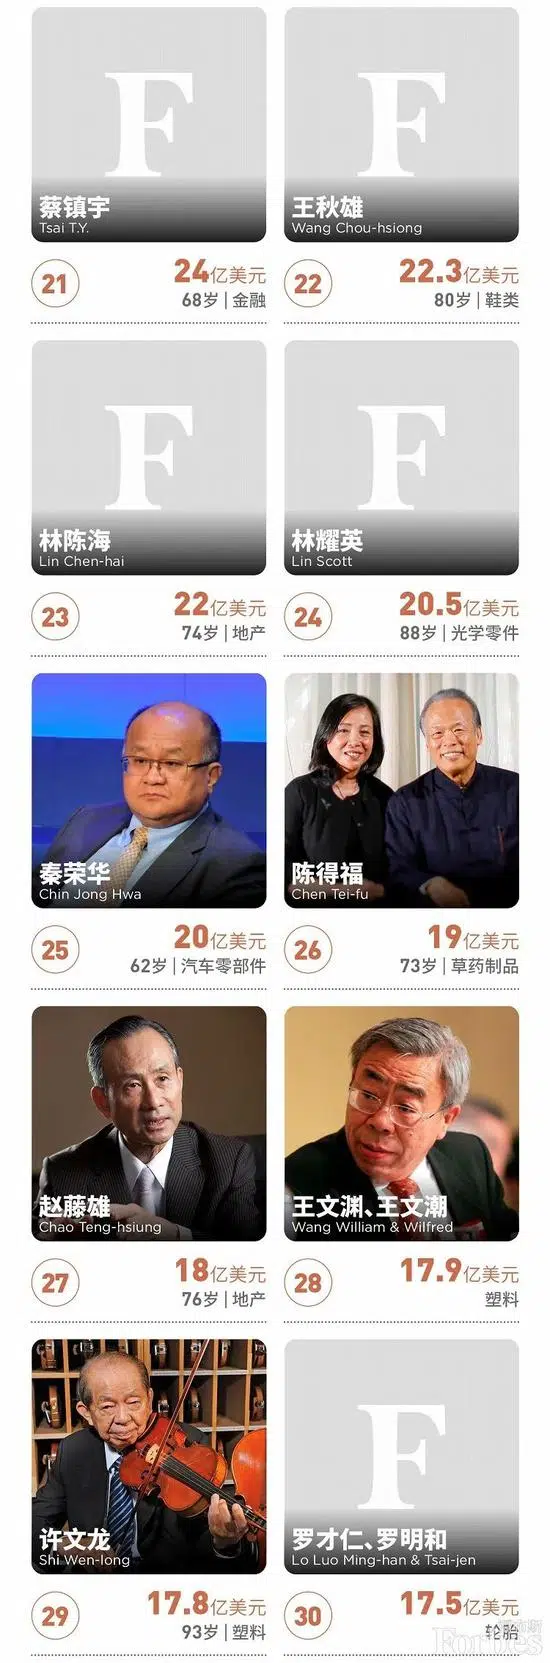 F
F
蔡镇宇
Tsai T.Y.
王秋雄
Wang Chou-hsiong
21
24亿美元
68岁|金融
22
22.3亿美元
80岁|鞋类
F
F
林陈海
Lin Chen-hai
林耀英
Lin Scott
23
22亿美元
74岁|地产
24
20.5亿美元
88岁|光学零件
秦荣华
Chin Jong Hwa
陈得福
Chen Tei-fu
25
20亿美元
62岁|汽车零部件
26
19亿美元
73岁|草药制品
赵藤雄
Chao Teng-hsiung
王文渊、王文潮
Wang William & Wilfred
27
18亿美元
76岁|地产
28
17.9亿美元
塑料
F
许文龙
Shi Wen-long
罗才仁、罗明和
Lo Luo Ming-han & Tsai-jen
29
17.8亿美元
93岁|塑料
30
17.5亿美元
轮胎
福布斯
Forbes